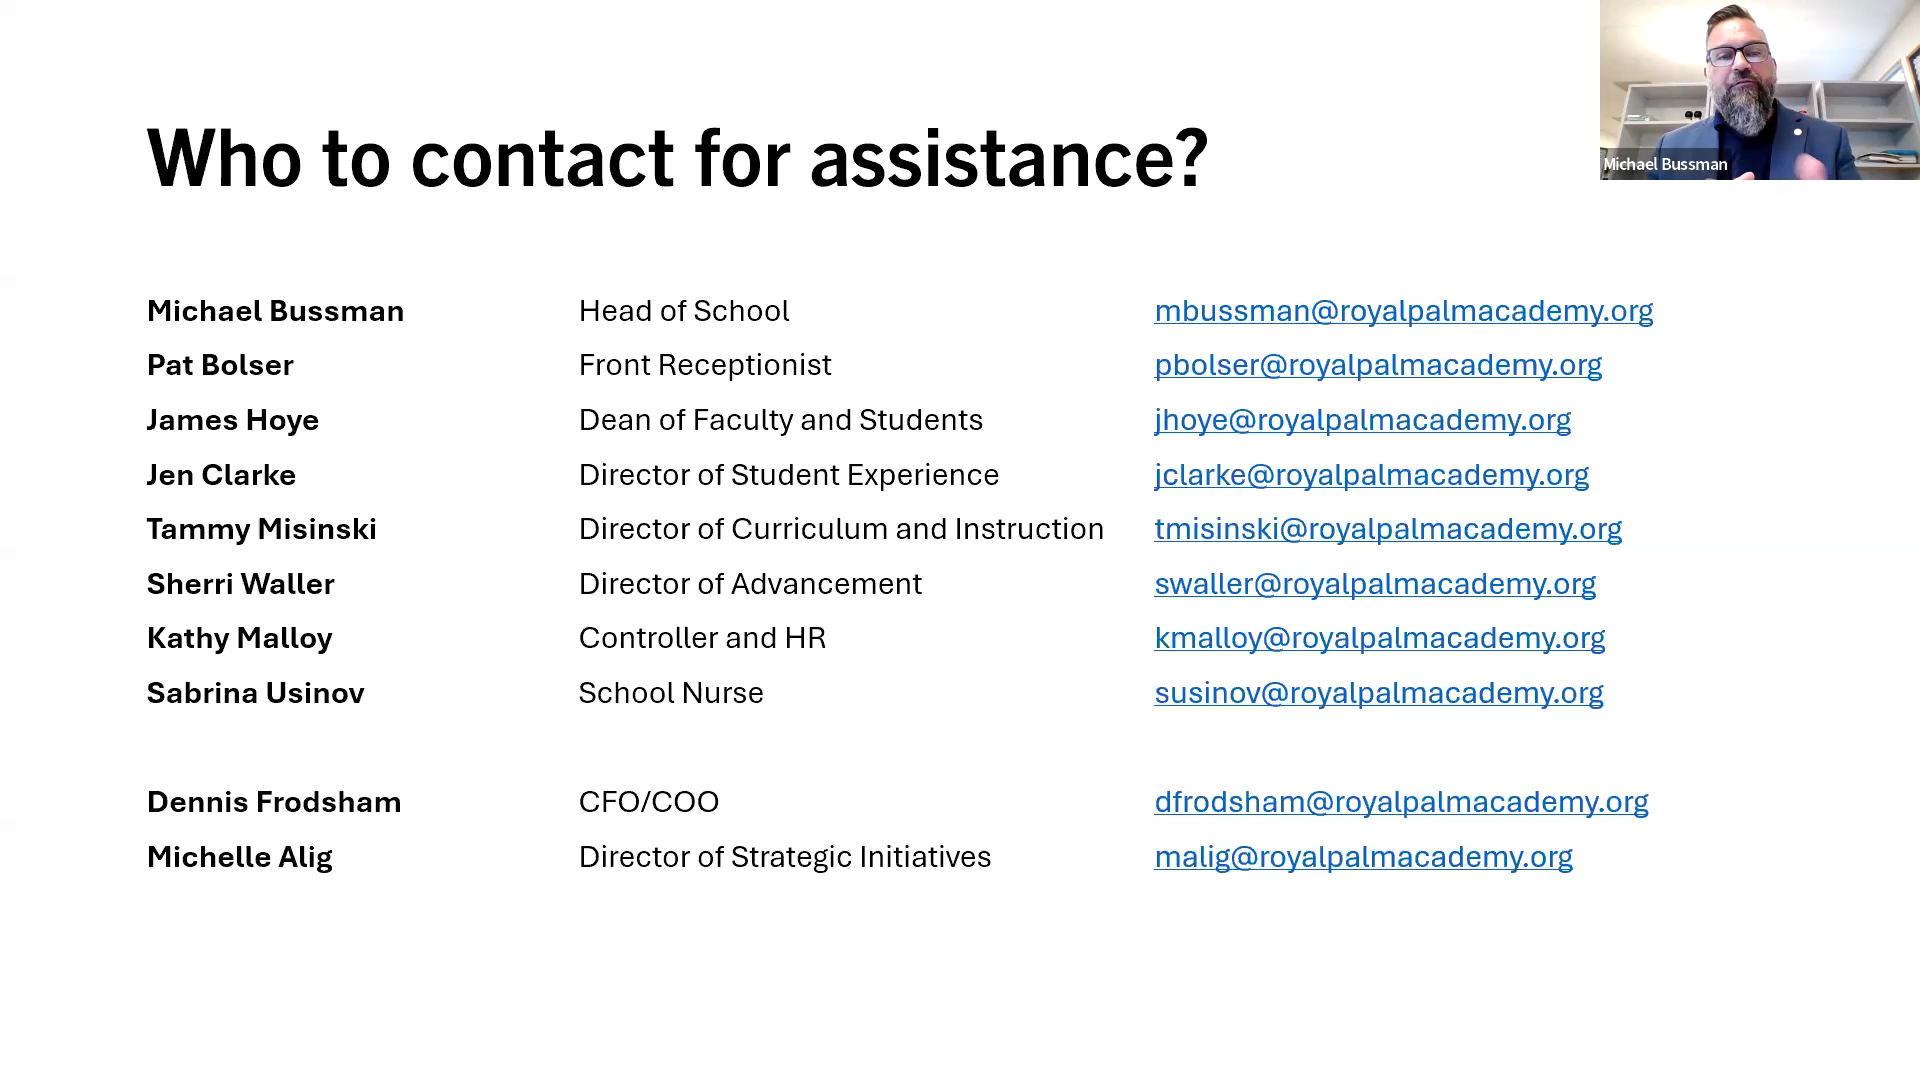 Who to contact for assistance?
Michael Bussman
Michael Bussman Head of School mbussman@royalpalmacademy.org
Pat Bolser Front Receptionist pbolser@royalpalmacademy.org
James Hoye Dean of Faculty and Students jhoye@royalpalmacademy.org
Jen Clarke Director of Student Experience jclarke@royalpalmacademy.org
Tammy Misinski Director of Curriculum and Instruction tmisinski@royalpalmacademy.org
Sherri Waller Director of Advancement swaller@royalpalmacademy.org
Kathy Malloy Controller and HR kmalloy@royalpalmacademy.org
Sabrina Usinov School Nurse susinov@royalpalmacademy.org
Dennis Frodsham CFO/COO dfrodsham@royalpalmacademy.org
Michelle Alig Director of Strategic Initiatives malig@royalpalmacademy.org